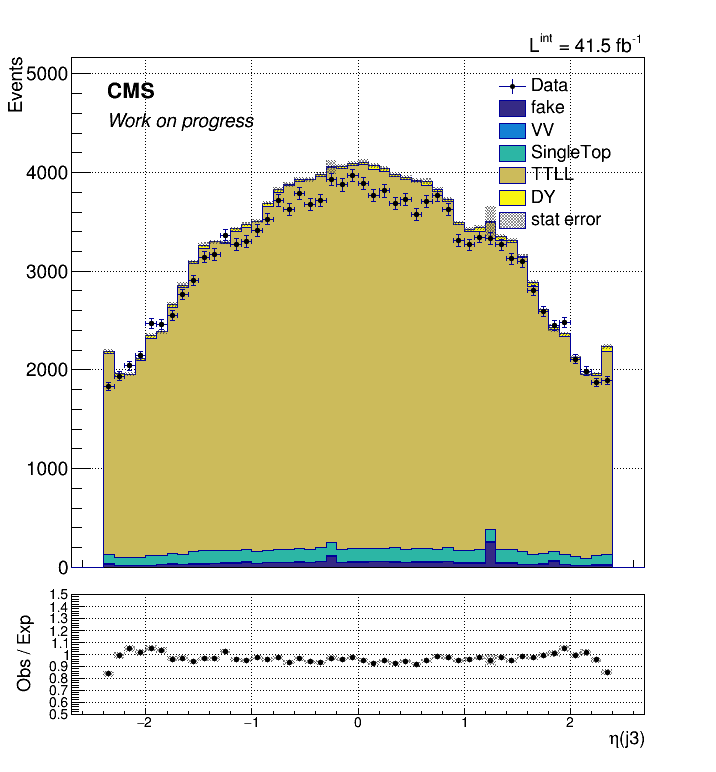 L^int = 41.5 fb^-1
Events
5000
CMS
Work on progress
Data
fake
VV
SingleTop
TTLL
DY
stat error
4000
3000
2000
1000
0
Obs / Exp
1.5
1.4
1.3
1.2
1.1
1
0.9
0.8
0.7
0.6
0.5
−2 −1 0 1 2
η(j3)